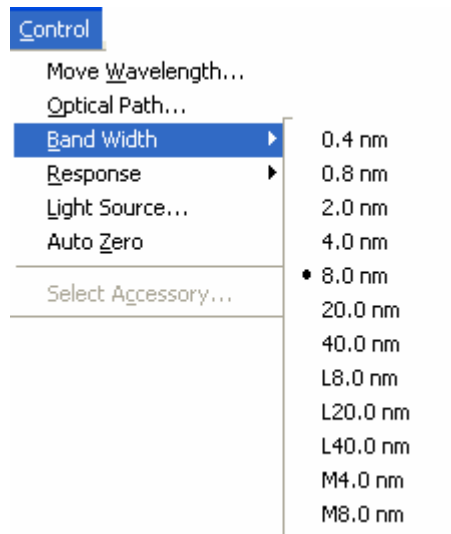 Control
Move Wavelength...
Optical Path...
Band Width
Response
Light Source...
Auto Zero
Select Accessory...
0.4 nm
0.8 nm
2.0 nm
4.0 nm
• 8.0 nm
20.0 nm
40.0 nm
L8.0 nm
L20.0 nm
L40.0 nm
M4.0 nm
M8.0 nm